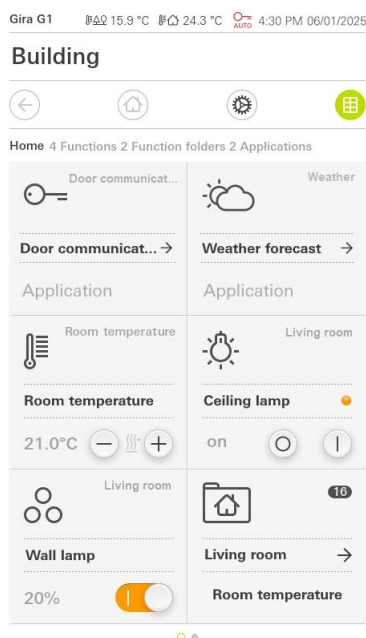 Gira G1 15.9 °C 24.3 °C AUTO 4:30 PM 06/01/2025
Building
Home 4 Functions 2 Function folders 2 Applications
Door communicat...
Weather
Door communicat...
Weather forecast
Application
Application
Room temperature
Living room
Room temperature
Ceiling lamp
21.0°C
on
Living room
16
Wall lamp
Living room
20%
Room temperature